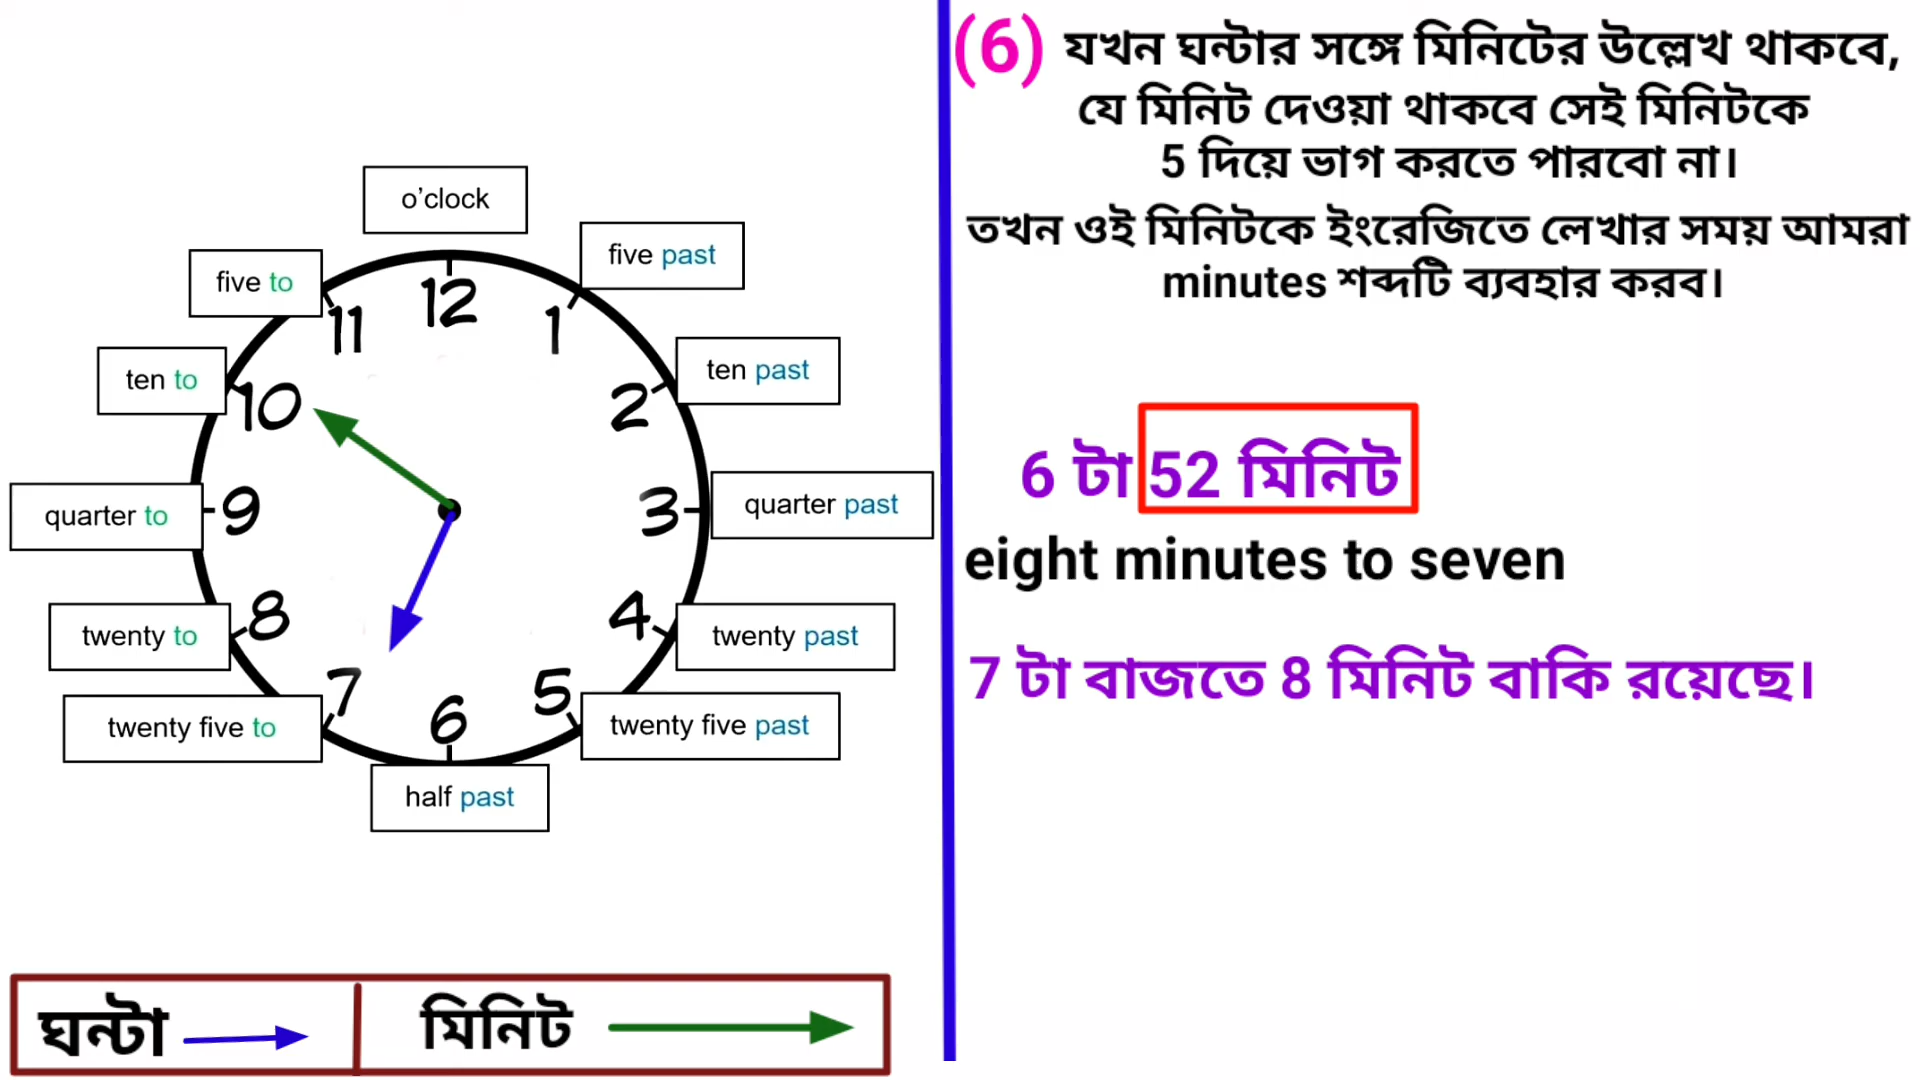 (6) যখন ঘন্টার সঙ্গে মিনিটের উল্লেখ থাকবে,
যে মিনিট দেওয়া থাকবে সেই মিনিটকে
5 দিয়ে ভাগ করতে পারবো না।
তখন ওই মিনিটকে ইংরেজিতে লেখার সময় আমরা
minutes শব্দটি ব্যবহার করব।
o’clock
five past
five to
12
11
1
ten past
ten to
10
2
quarter past
quarter to
9
3
8
4
twenty past
twenty to
7
5
6
twenty five past
twenty five to
half past
6 টা 52 মিনিট
eight minutes to seven
7 টা বাজতে 8 মিনিট বাকি রয়েছে।
ঘন্টা
মিনিট